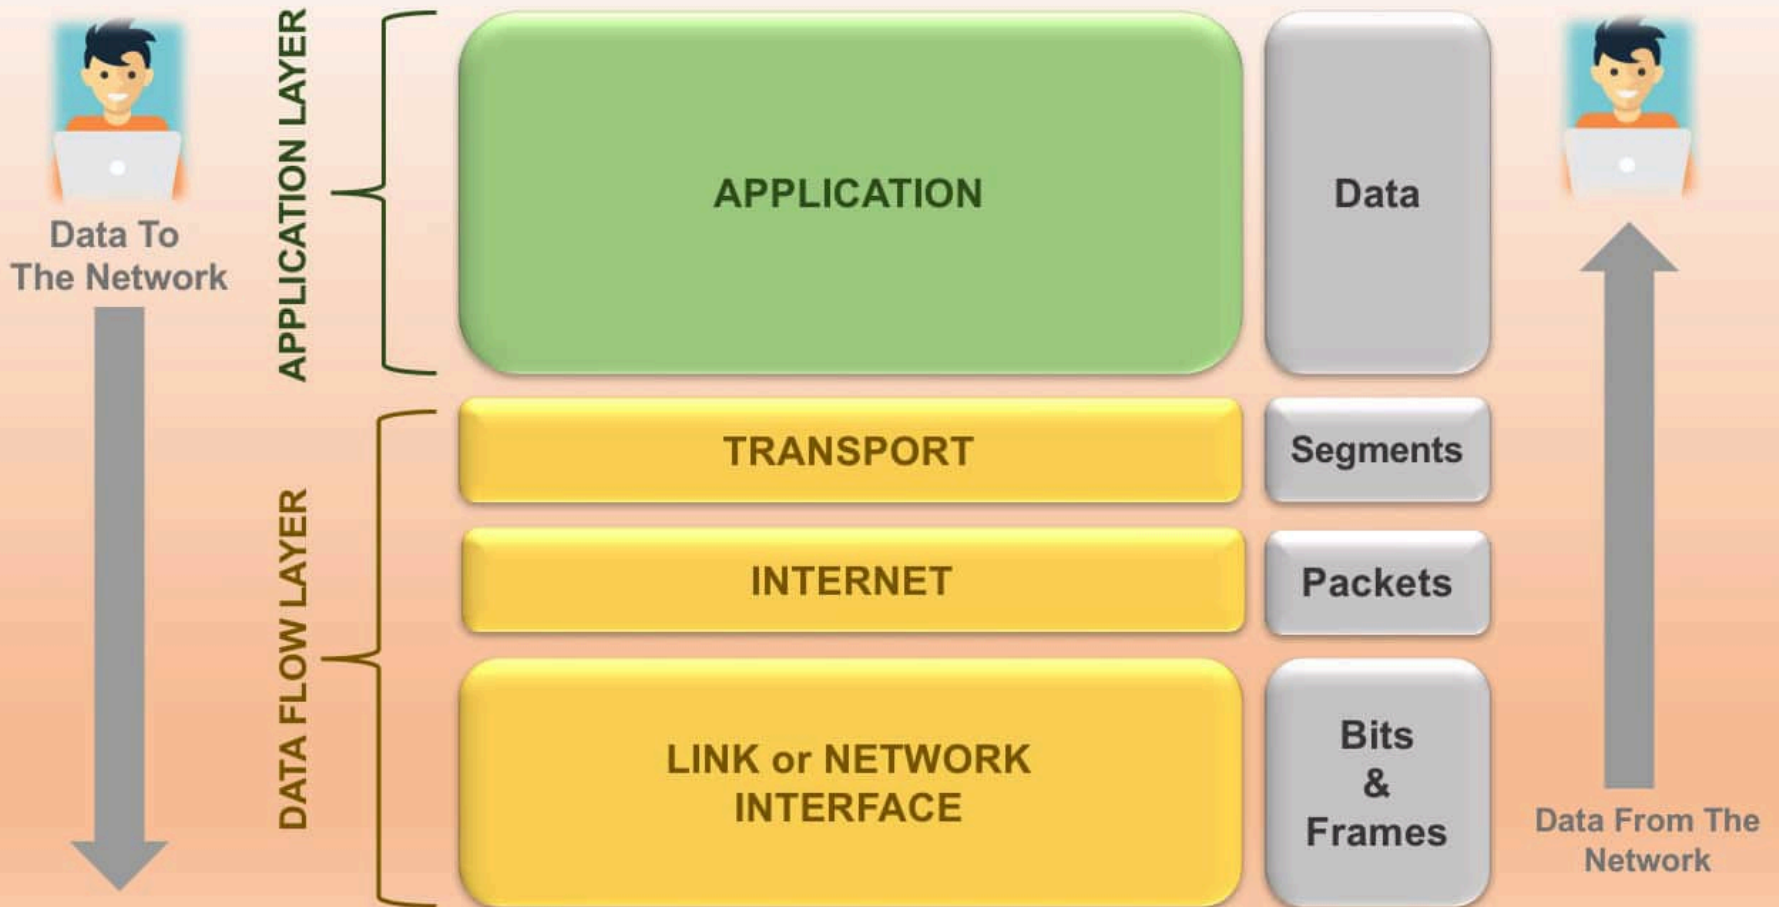 Data To
The Network
APPLICATION LAYER
APPLICATION
Data
DATA FLOW LAYER
TRANSPORT
Segments
INTERNET
Packets
LINK or NETWORK
INTERFACE
Bits
&
Frames
Data From The
Network